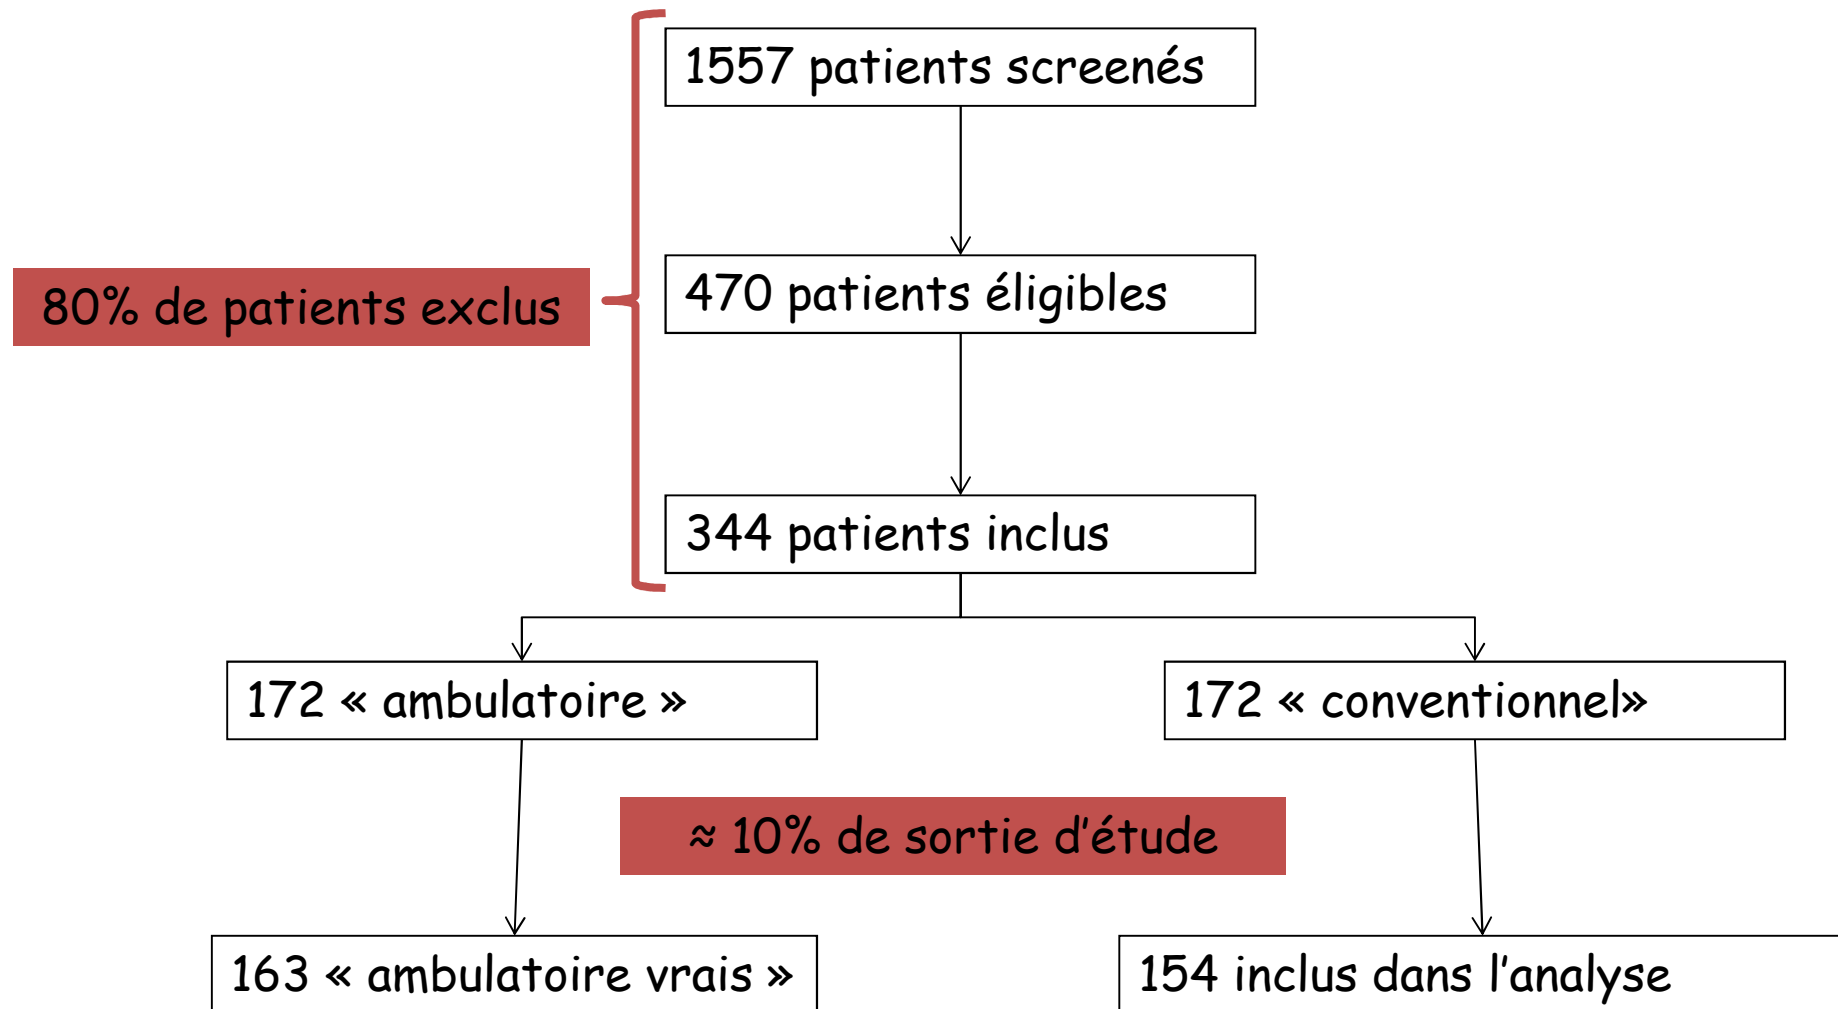 1557 patients screenés
80% de patients exclus
470 patients éligibles
344 patients inclus
172 « ambulatoire »
172 « conventionnel»
≈ 10% de sortie d'étude
163 « ambulatoire vrais »
154 inclus dans l'analyse